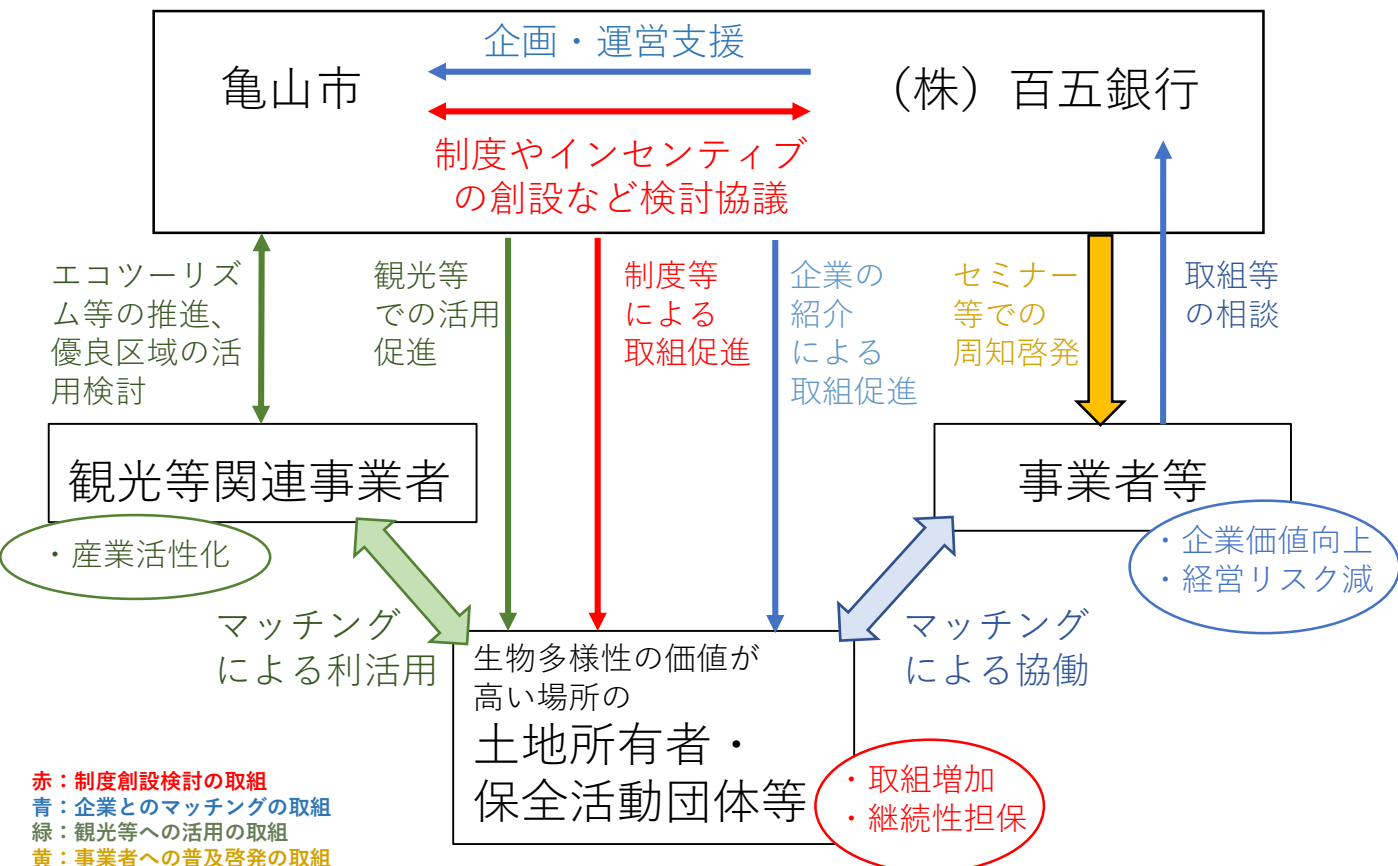 企画・運営支援
亀山市
（株）百五銀行
制度やインセンティブ
の創設など検討協議
エコツーリズ
ム等の推進、
優良区域の活
用検討
観光等
での活用
促進
制度等
による
取組促進
企業の
紹介
による
取組促進
セミナー
等での
周知啓発
取組等
の相談
観光等関連事業者
・産業活性化
事業者等
・企業価値向上
・経営リスク減
マッチング
による利活用
マッチング
による協働
生物多様性の価値が
高い場所の
土地所有者・
保全活動団体等
・取組増加
・継続性担保
赤：制度創設検討の取組
青：企業とのマッチングの取組
緑：観光等への活用の取組
黄：事業者への普及啓発の取組